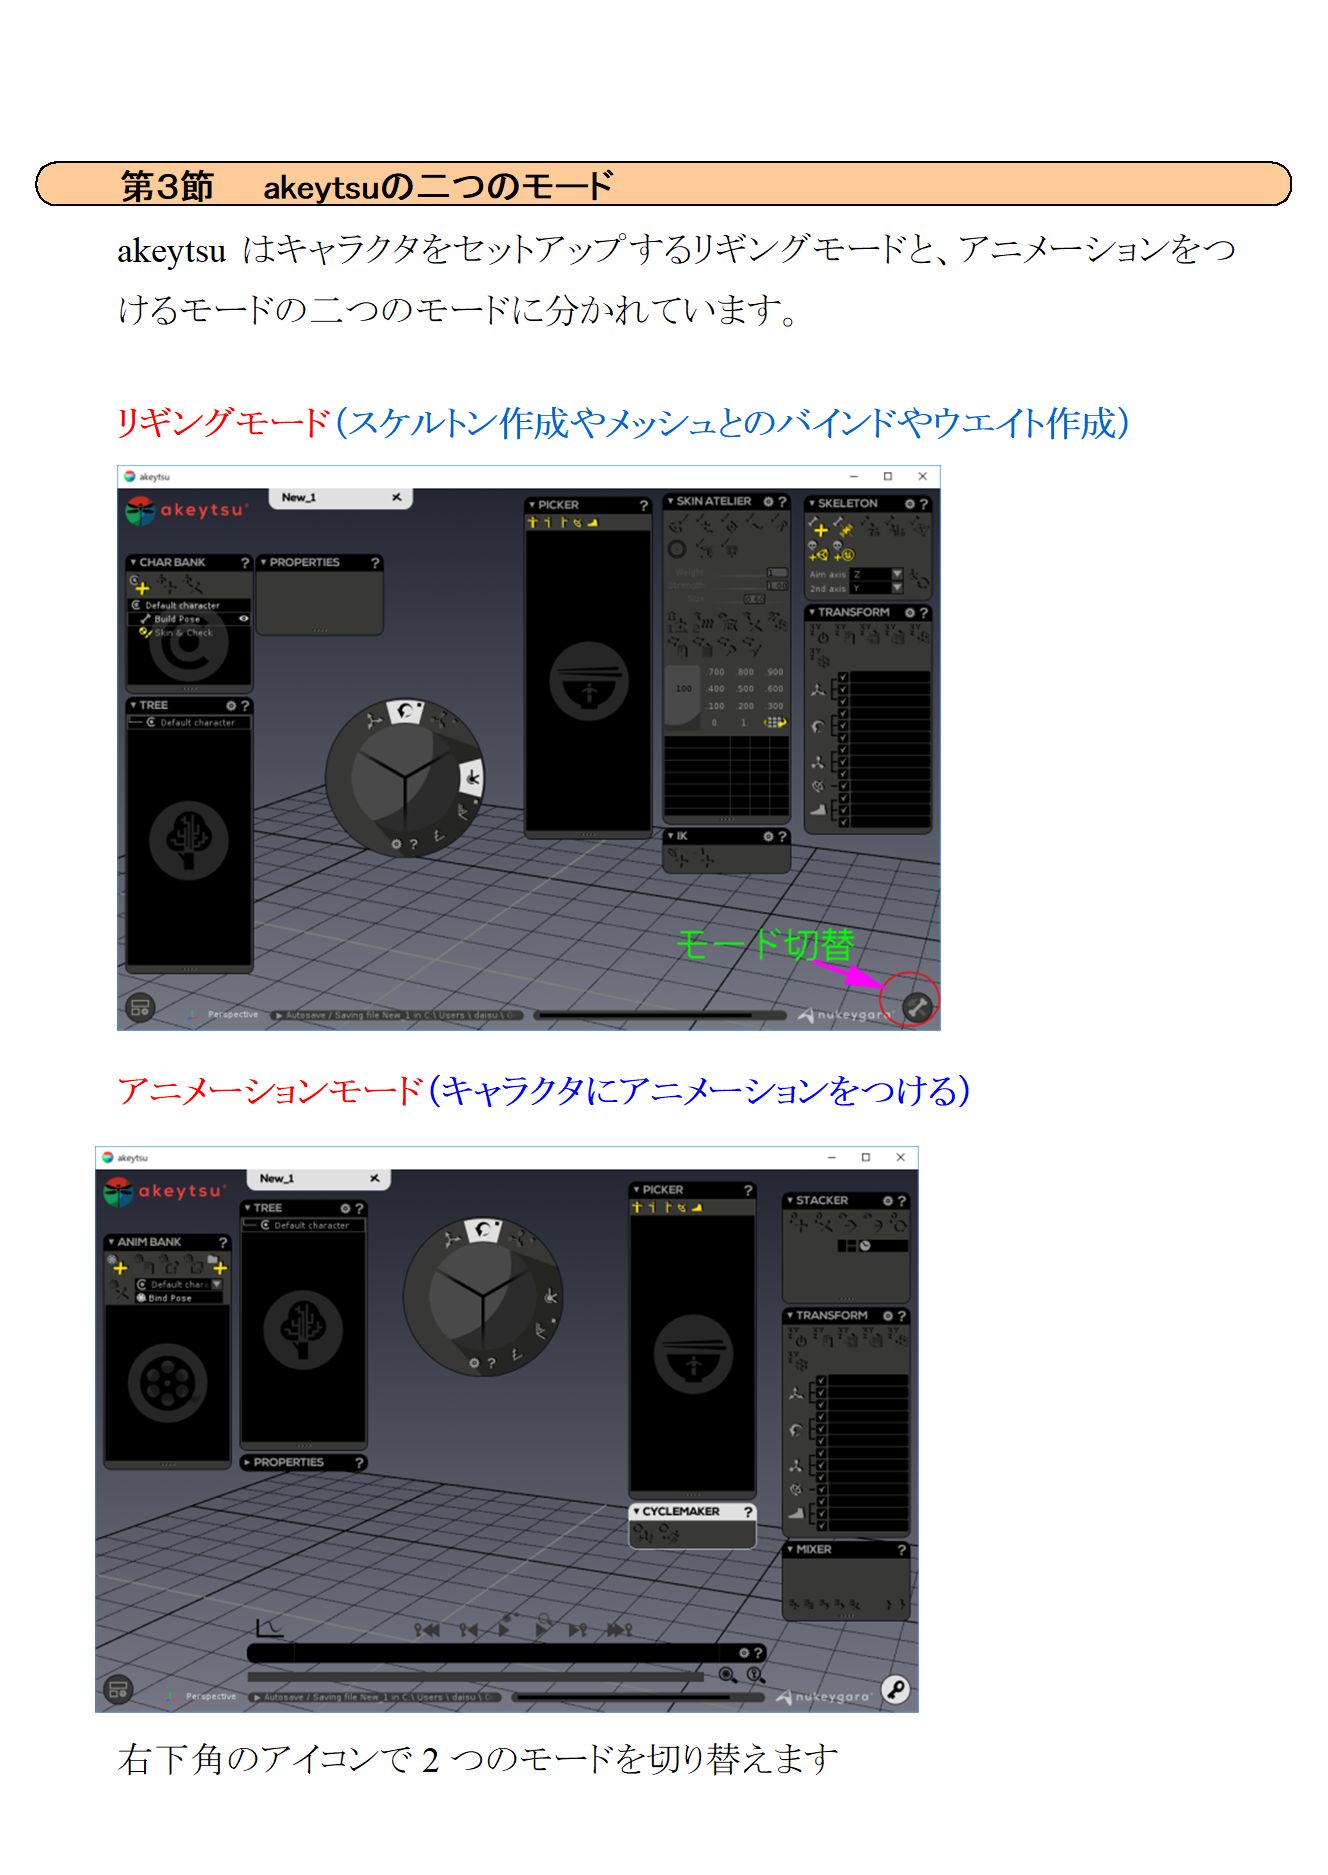 第3節 akeytsuの二つのモード
akeytsu はキャラクタをセットアップするリギングモードと、アニメーションをつ
けるモードの二つのモードに分かれています。
リギングモード（スケルトン作成やメッシュとのバインドやウエイト作成）
akeytsu
akeytsu
New_1
PICKER ?
SKIN ATELIER ?
SKELETON ?
CHAR BANK ?
PROPERTIES ?
Default character
Build Pose
Skin & Check
Weight 1
Strength 1.00
Size 0.60
Aim axis Z
2nd axis Y
TRANSFORM ?
TREE ?
Default character
.100
.700 .800 .900
.400 .500 .600
.100 .200 .300
0. 1.
IK ?
?
モード切替
Perspective
Autosave / Saving file New_1 in C:\ Users \ daisu \
nukeygara
アニメーションモード（キャラクタにアニメーションをつける）
akeytsu
akeytsu
New_1
ANIM BANK ?
TREE ?
Default character
Default chara
Bind Pose
PROPERTIES ?
?
PICKER ?
STACKER ?
TRANSFORM ?
CYCLEMAKER ?
MIXER ?
?
Perspective
Autosave / Saving file New_1 in C:\ Users \ daisu \
nukeygara
右下角のアイコンで 2 つのモードを切り替えます